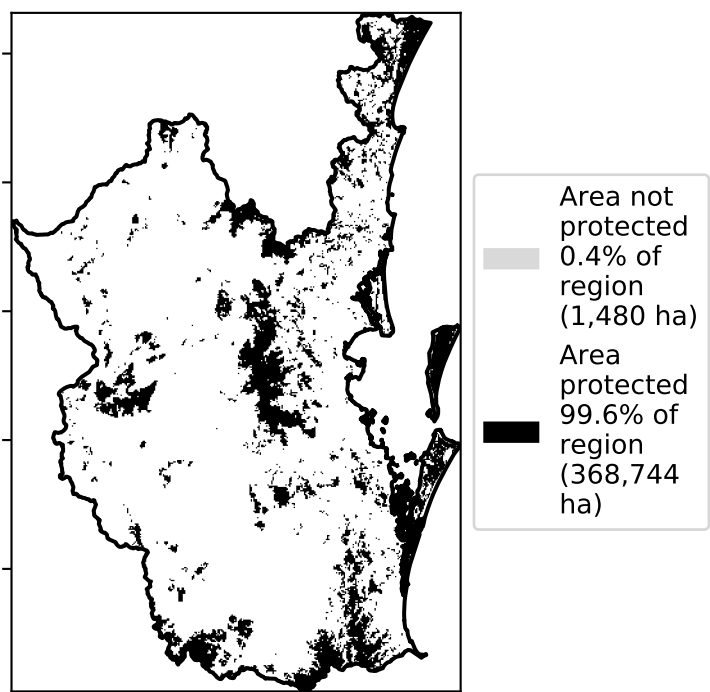 Area not
protected
0.4% of
region
(1,480 ha)
Area
protected
99.6% of
region
(368,744
ha)